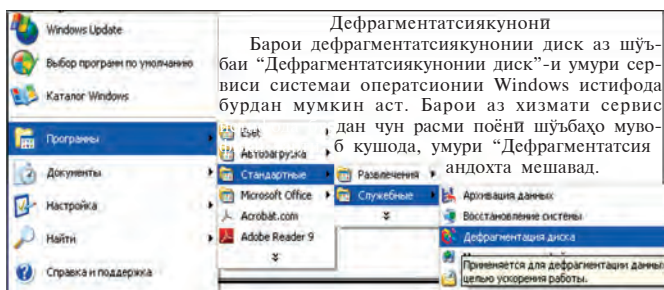 Дефрагментатсиякунонӣ
Барои дефрагментатсиякунонии диск аз шӯъ-
баи “Дефрагментатсиякунонии диск”-и умури сер-
виси системаи оператсионии Windows истифода
бурдан мумкин аст. Барои аз хизмати сервис
дан чун расми поёнӣ шӯъбаҳо муво-
б кушода, умури “Дефрагментатсия
андохта мешавад.
Windows Update
Выбор программ по умолчанию
Каталог Windows
Программы
Документы
Настройка
Найти
Справка и поддержка
Eset
Автозагрузка
Стандартные
Microsoft Office
Acrobat.com
Adobe Reader 9
Развлечения
Служебные
Архивация данных
Восстановление системы
Дефрагментация диска
Применяется для дефрагментации данны
целью ускорения работы.